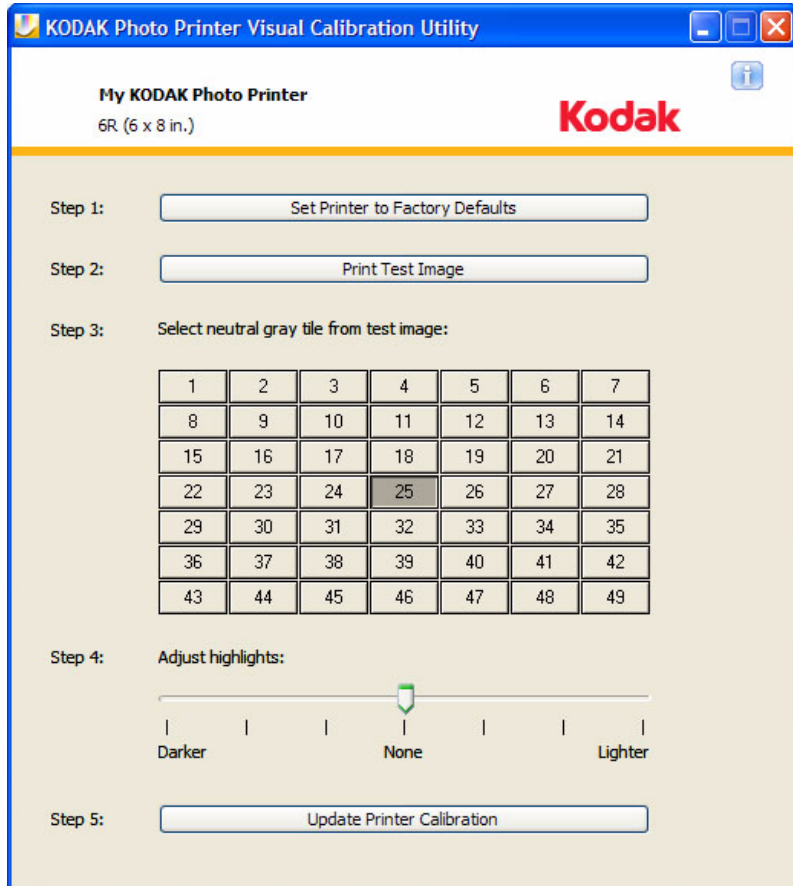 KODAK Photo Printer Visual Calibration Utility
My KODAK Photo Printer
6R (6 x 8 in.)
Kodak
Step 1: Set Printer to Factory Defaults
Step 2: Print Test Image
Step 3: Select neutral gray tile from test image:
1 2 3 4 5 6 7
8 9 10 11 12 13 14
15 16 17 18 19 20 21
22 23 24 25 26 27 28
29 30 31 32 33 34 35
36 37 38 39 40 41 42
43 44 45 46 47 48 49
Step 4: Adjust highlights:
Darker None Lighter
Step 5: Update Printer Calibration